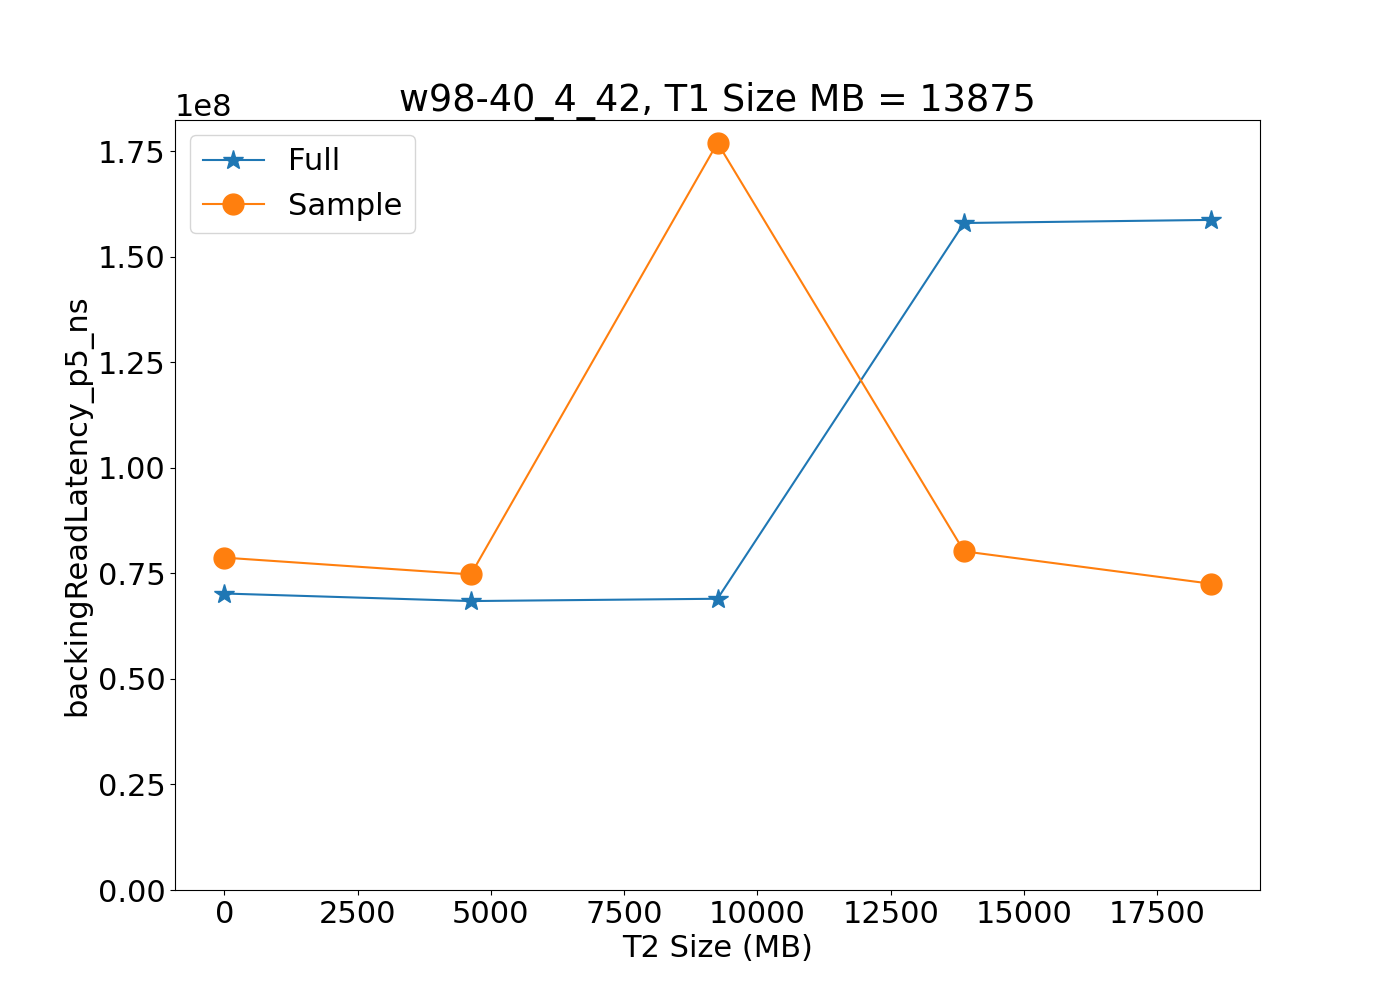 w98-40_4_42, T1 Size MB = 13875
1e8
Full
Sample
1.75
1.50
1.25
1.00
0.75
0.50
0.25
0.00
backingReadLatency_p5_ns
0 2500 5000 7500 10000 12500 15000 17500
T2 Size (MB)